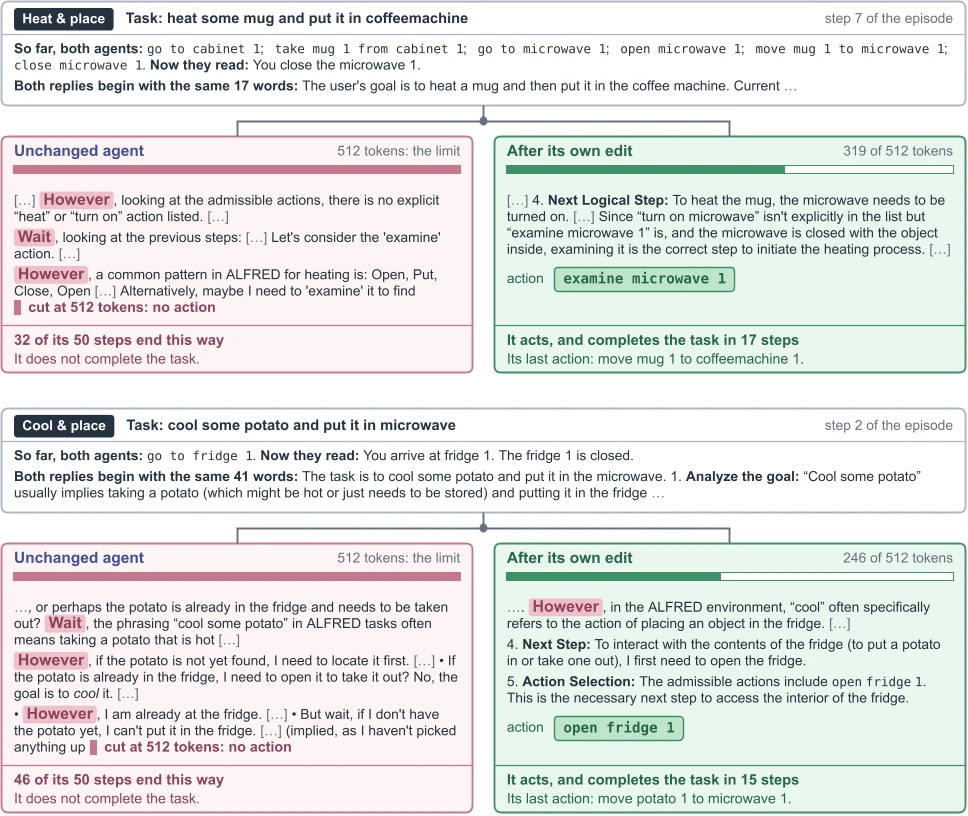 Heat & place Task: heat some mug and put it in coffeemachine step 7 of the episode
So far, both agents: go to cabinet 1; take mug 1 from cabinet 1; go to microwave 1; open microwave 1; move mug 1 to microwave 1;
close microwave 1. Now they read: You close the microwave 1.
Both replies begin with the same 17 words: The user's goal is to heat a mug and then put it in the coffee machine. Current …
Unchanged agent 512 tokens: the limit
[…] However, looking at the admissible actions, there is no explicit
“heat” or “turn on” action listed. […]
Wait, looking at the previous steps: […] Let's consider the 'examine'
action. […]
However, a common pattern in ALFRED for heating is: Open, Put,
Close, Open […] Alternatively, maybe I need to 'examine' it to find
cut at 512 tokens: no action
32 of its 50 steps end this way
It does not complete the task.
After its own edit 319 of 512 tokens
[…] 4. Next Logical Step: To heat the mug, the microwave needs to be
turned on. […] Since “turn on microwave” isn't explicitly in the list but
“examine microwave 1” is, and the microwave is closed with the object
inside, examining it is the correct step to initiate the heating process. […]
action examine microwave 1
It acts, and completes the task in 17 steps
Its last action: move mug 1 to coffeemachine 1.
Cool & place Task: cool some potato and put it in microwave step 2 of the episode
So far, both agents: go to fridge 1. Now they read: You arrive at fridge 1. The fridge 1 is closed.
Both replies begin with the same 41 words: The task is to cool some potato and put it in the microwave. 1. Analyze the goal: “Cool some potato”
usually implies taking a potato (which might be hot or just needs to be stored) and putting it in the fridge …
Unchanged agent 512 tokens: the limit
…, or perhaps the potato is already in the fridge and needs to be taken
out? Wait, the phrasing “cool some potato” in ALFRED tasks often
means taking a potato that is hot […]
However, if the potato is not yet found, I need to locate it first. […] • If
the potato is already in the fridge, I need to open it to take it out? No, the
goal is to cool it. […]
• However, I am already at the fridge. […] • But wait, if I don't have
the potato yet, I can't put it in the fridge. […] (implied, as I haven't picked
anything up cut at 512 tokens: no action
46 of its 50 steps end this way
It does not complete the task.
After its own edit 246 of 512 tokens
…. However, in the ALFRED environment, “cool” often specifically
refers to the action of placing an object in the fridge. […]
4. Next Step: To interact with the contents of the fridge (to put a potato
in or take one out), I first need to open the fridge.
5. Action Selection: The admissible actions include open fridge 1.
This is the necessary next step to access the interior of the fridge.
action open fridge 1
It acts, and completes the task in 15 steps
Its last action: move potato 1 to microwave 1.